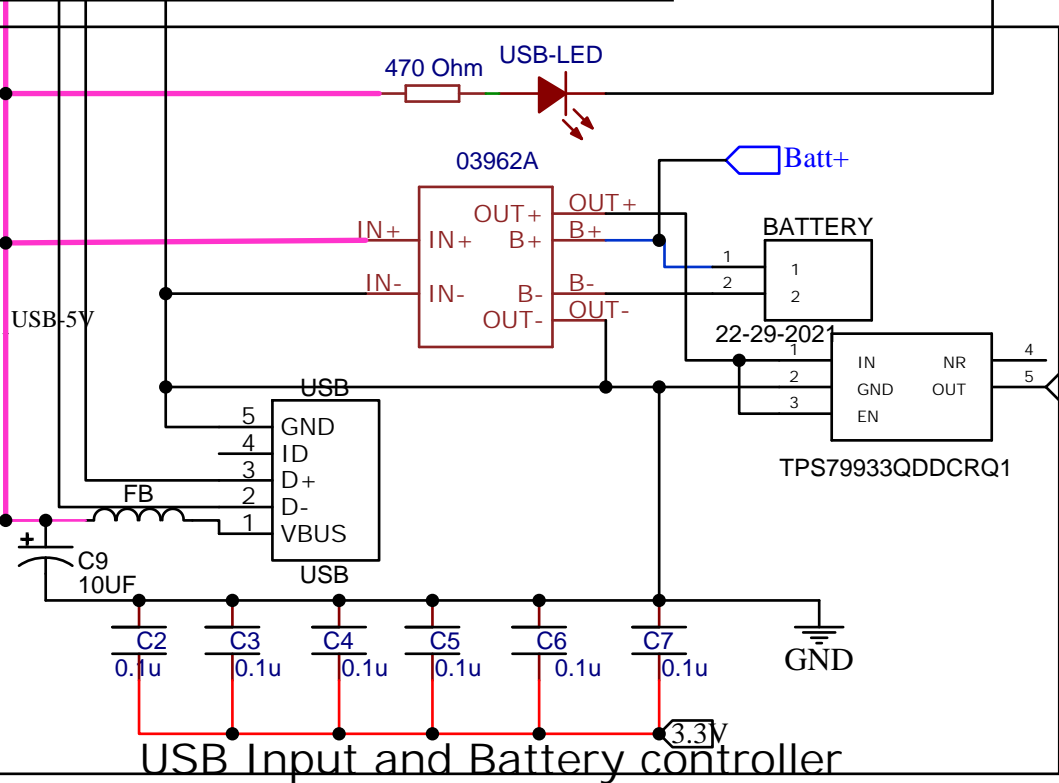 USB-LED
470 Ohm
03962A
Batt+
OUT+
OUT+
IN+
IN+
B+
B+
BATTERY
1
1
IN-
IN-
B-
B-
2
2
OUT-
OUT-
USB-5V
22-29-2021
1
IN
NR
4
2
GND
OUT
5
3
EN
TPS79933QDDCRQ1
USB
5
GND
4
ID
3
D+
2
D-
1
VBUS
USB
FB
+
C9
10UF
C2
0.1u
C3
0.1u
C4
0.1u
C5
0.1u
C6
0.1u
C7
0.1u
GND
3.3V
USB Input and Battery controller